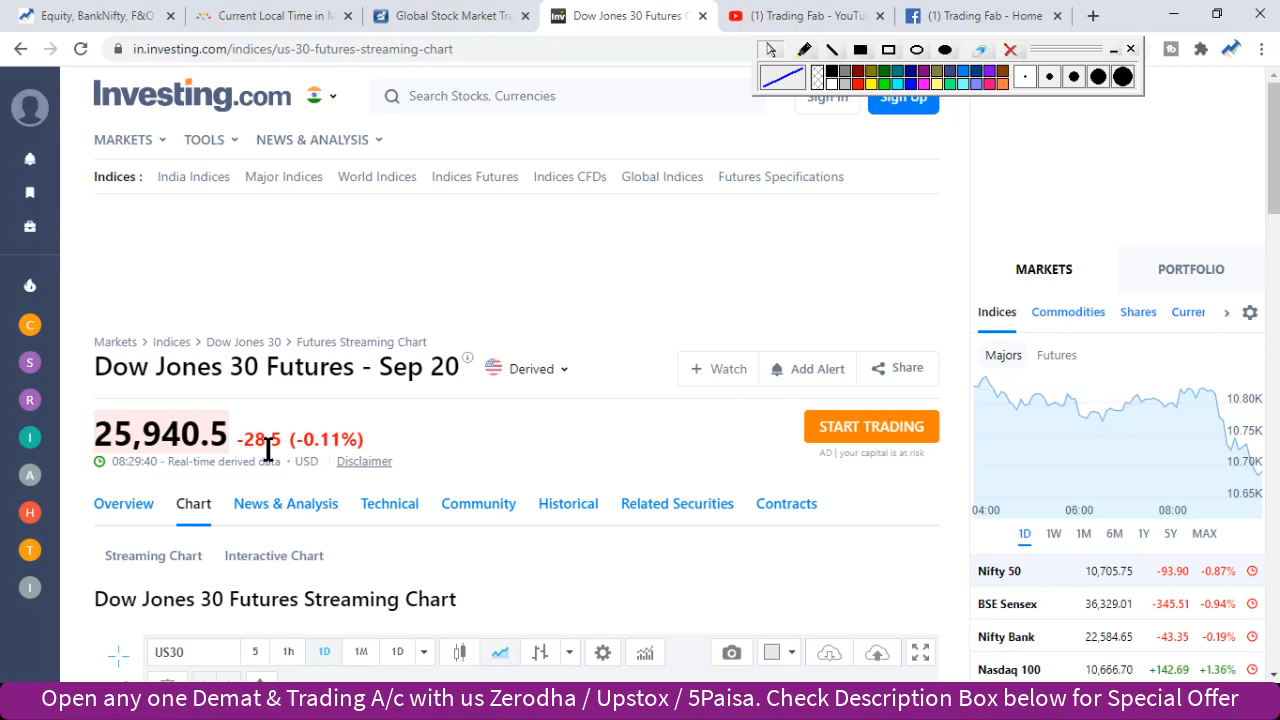 Equity, BankNifty, F&O
Current Local Time in M
Global Stock Market Tra
Inv
Dow Jones 30 Futures C
(1) Trading Fab - YouTu
(1) Trading Fab - Home
in.investing.com/indices/us-30-futures-streaming-chart
Investing.com
Search Stocks, Currencies
Sign In
Sign Up
MARKETS
TOOLS
NEWS & ANALYSIS
Indices :
India Indices
Major Indices
World Indices
Indices Futures
Indices CFDs
Global Indices
Futures Specifications
C
S
R
I
A
H
T
I
Markets > Indices > Dow Jones 30 > Futures Streaming Chart
Dow Jones 30 Futures - Sep 20
Derived
+ Watch
Add Alert
Share
25,940.5 -28.5 (-0.11%)
08:29:40 - Real-time derived data • USD
Disclaimer
START TRADING
AD | your capital is at risk
Overview
Chart
News & Analysis
Technical
Community
Historical
Related Securities
Contracts
Streaming Chart
Interactive Chart
Dow Jones 30 Futures Streaming Chart
US30
5
1h
1D
1M
1D
MARKETS
PORTFOLIO
Indices
Commodities
Shares
Currer
Majors
Futures
10.80K
10.75K
10.70K
10.65K
04:00
06:00
08:00
1D
1W
1M
6M
1Y
5Y
MAX
Nifty 50 10,705.75 -93.90 -0.87%
BSE Sensex 36,329.01 -345.51 -0.94%
Nifty Bank 22,584.65 -43.35 -0.19%
Nasdaq 100 10,666.70 +142.69 +1.36%
Open any one Demat & Trading A/c with us Zerodha / Upstox / 5Paisa. Check Description Box below for Special Offer